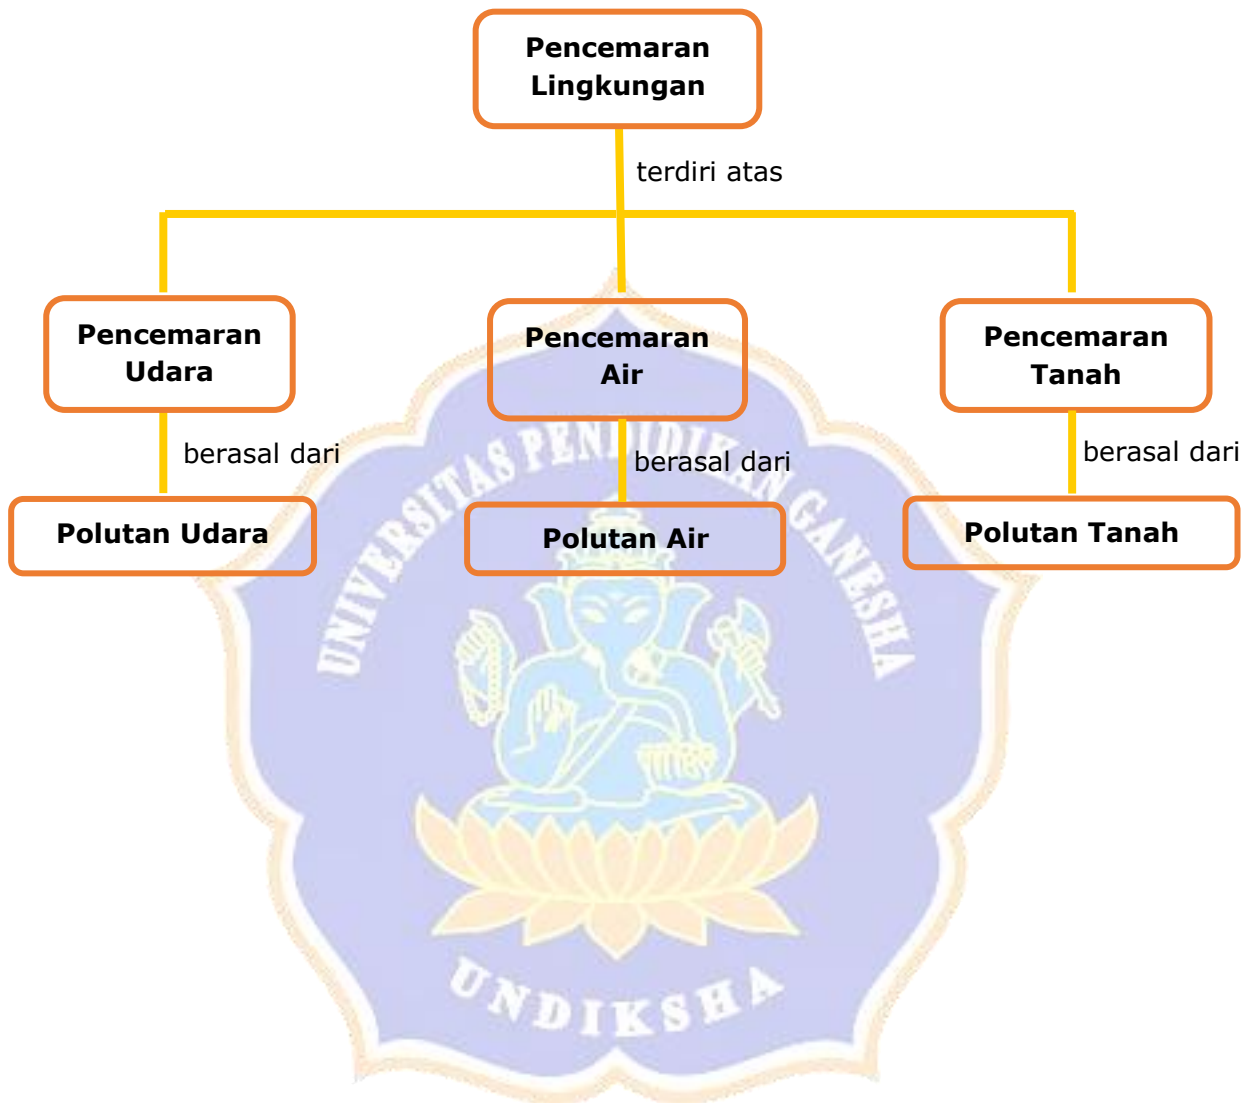 Pencemaran
Lingkungan
terdiri atas
Pencemaran
Udara
Pencemaran
Air
Pencemaran
Tanah
berasal dari
berasal dari
berasal dari
Polutan Udara
Polutan Air
Polutan Tanah
UNIVERSITAS PENDIDIKAN GANESHA
UNDIKSHA